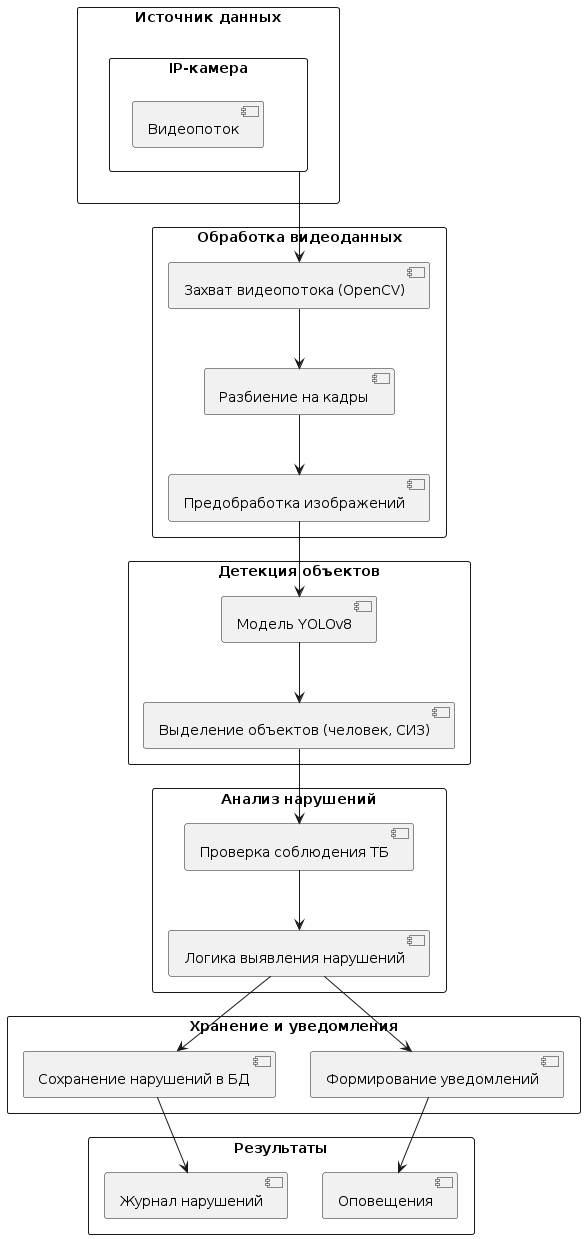 Источник данных
IP-камера
Видеопоток
Обработка видеоданных
Захват видеопотока (OpenCV)
Разбиение на кадры
Предобработка изображений
Детекция объектов
Модель YOLOv8
Выделение объектов (человек, СИЗ)
Анализ нарушений
Проверка соблюдения ТБ
Логика выявления нарушений
Хранение и уведомления
Сохранение нарушений в БД
Формирование уведомлений
Результаты
Журнал нарушений
Оповещения